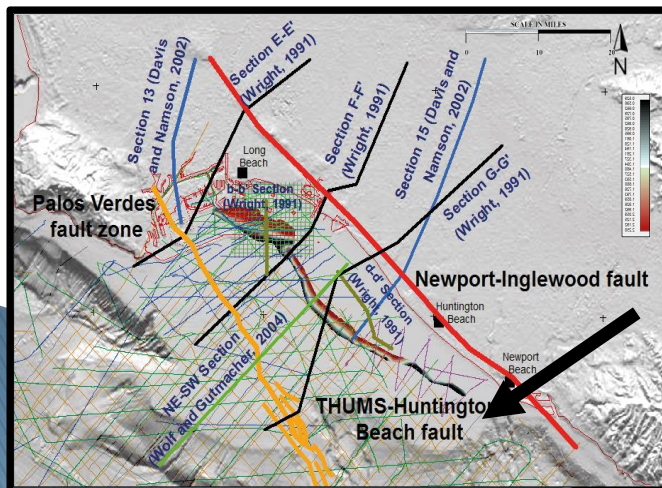 SCALE IN MILES
0 10 20
N
Section 13 (Davis
and Namson, 2002)
Section E-E'
(Wright, 1991)
Section F-F'
(Wright, 1991)
Section 15 (Davis and
Namson, 2002)
Section G-G'
(Wright, 1991)
Long
Beach
b-b' Section
(Wright, 1991)
Palos Verdes
fault zone
d-d' Section
(Wright, 1991)
Newport-Inglewood fault
Huntington
Beach
Newport
Beach
NE-SW Section
(Wolf and Gutmacher, 2004)
THUMS-Huntington
Beach fault